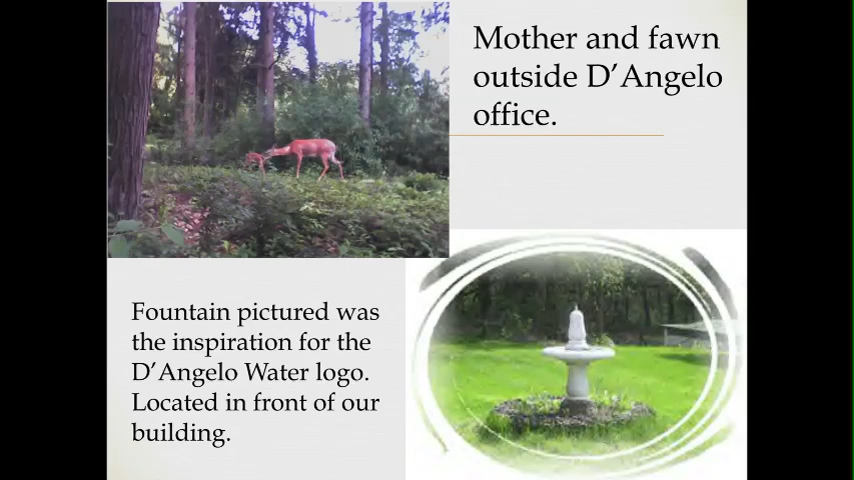 Mother and fawn
outside D’Angelo
office.
Fountain pictured was
the inspiration for the
D’Angelo Water logo.
Located in front of our
building.